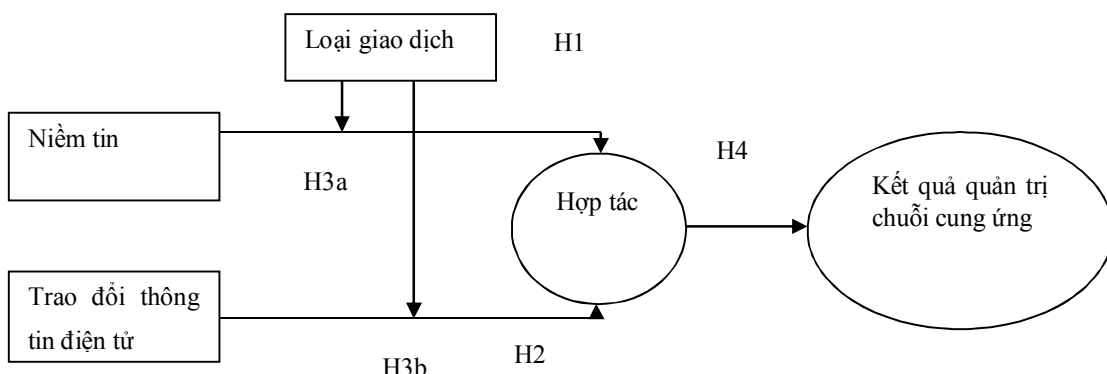 Loại giao dịch
H1
Niềm tin
H3a
Hợp tác
H4
Kết quả quản trị
chuỗi cung ứng
Trao đổi thông
tin điện tử
H3b
H2